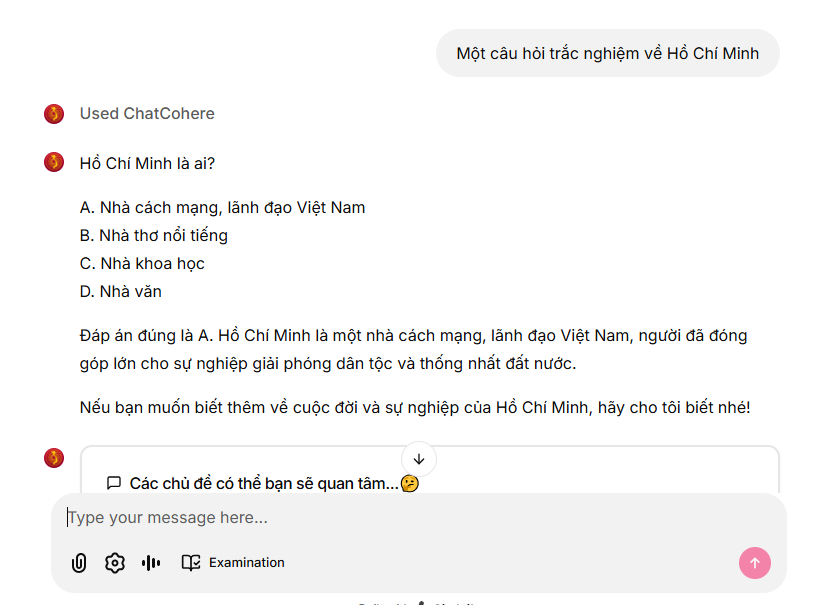 Một câu hỏi trắc nghiệm về Hồ Chí Minh
Used ChatCohere
Hồ Chí Minh là ai?
A. Nhà cách mạng, lãnh đạo Việt Nam
B. Nhà thơ nổi tiếng
C. Nhà khoa học
D. Nhà văn
Đáp án đúng là A. Hồ Chí Minh là một nhà cách mạng, lãnh đạo Việt Nam, người đã đóng
góp lớn cho sự nghiệp giải phóng dân tộc và thống nhất đất nước.
Nếu bạn muốn biết thêm về cuộc đời và sự nghiệp của Hồ Chí Minh, hãy cho tôi biết nhé!
Các chủ đề có thể bạn sẽ quan tâm...🤔
Type your message here...
Examination